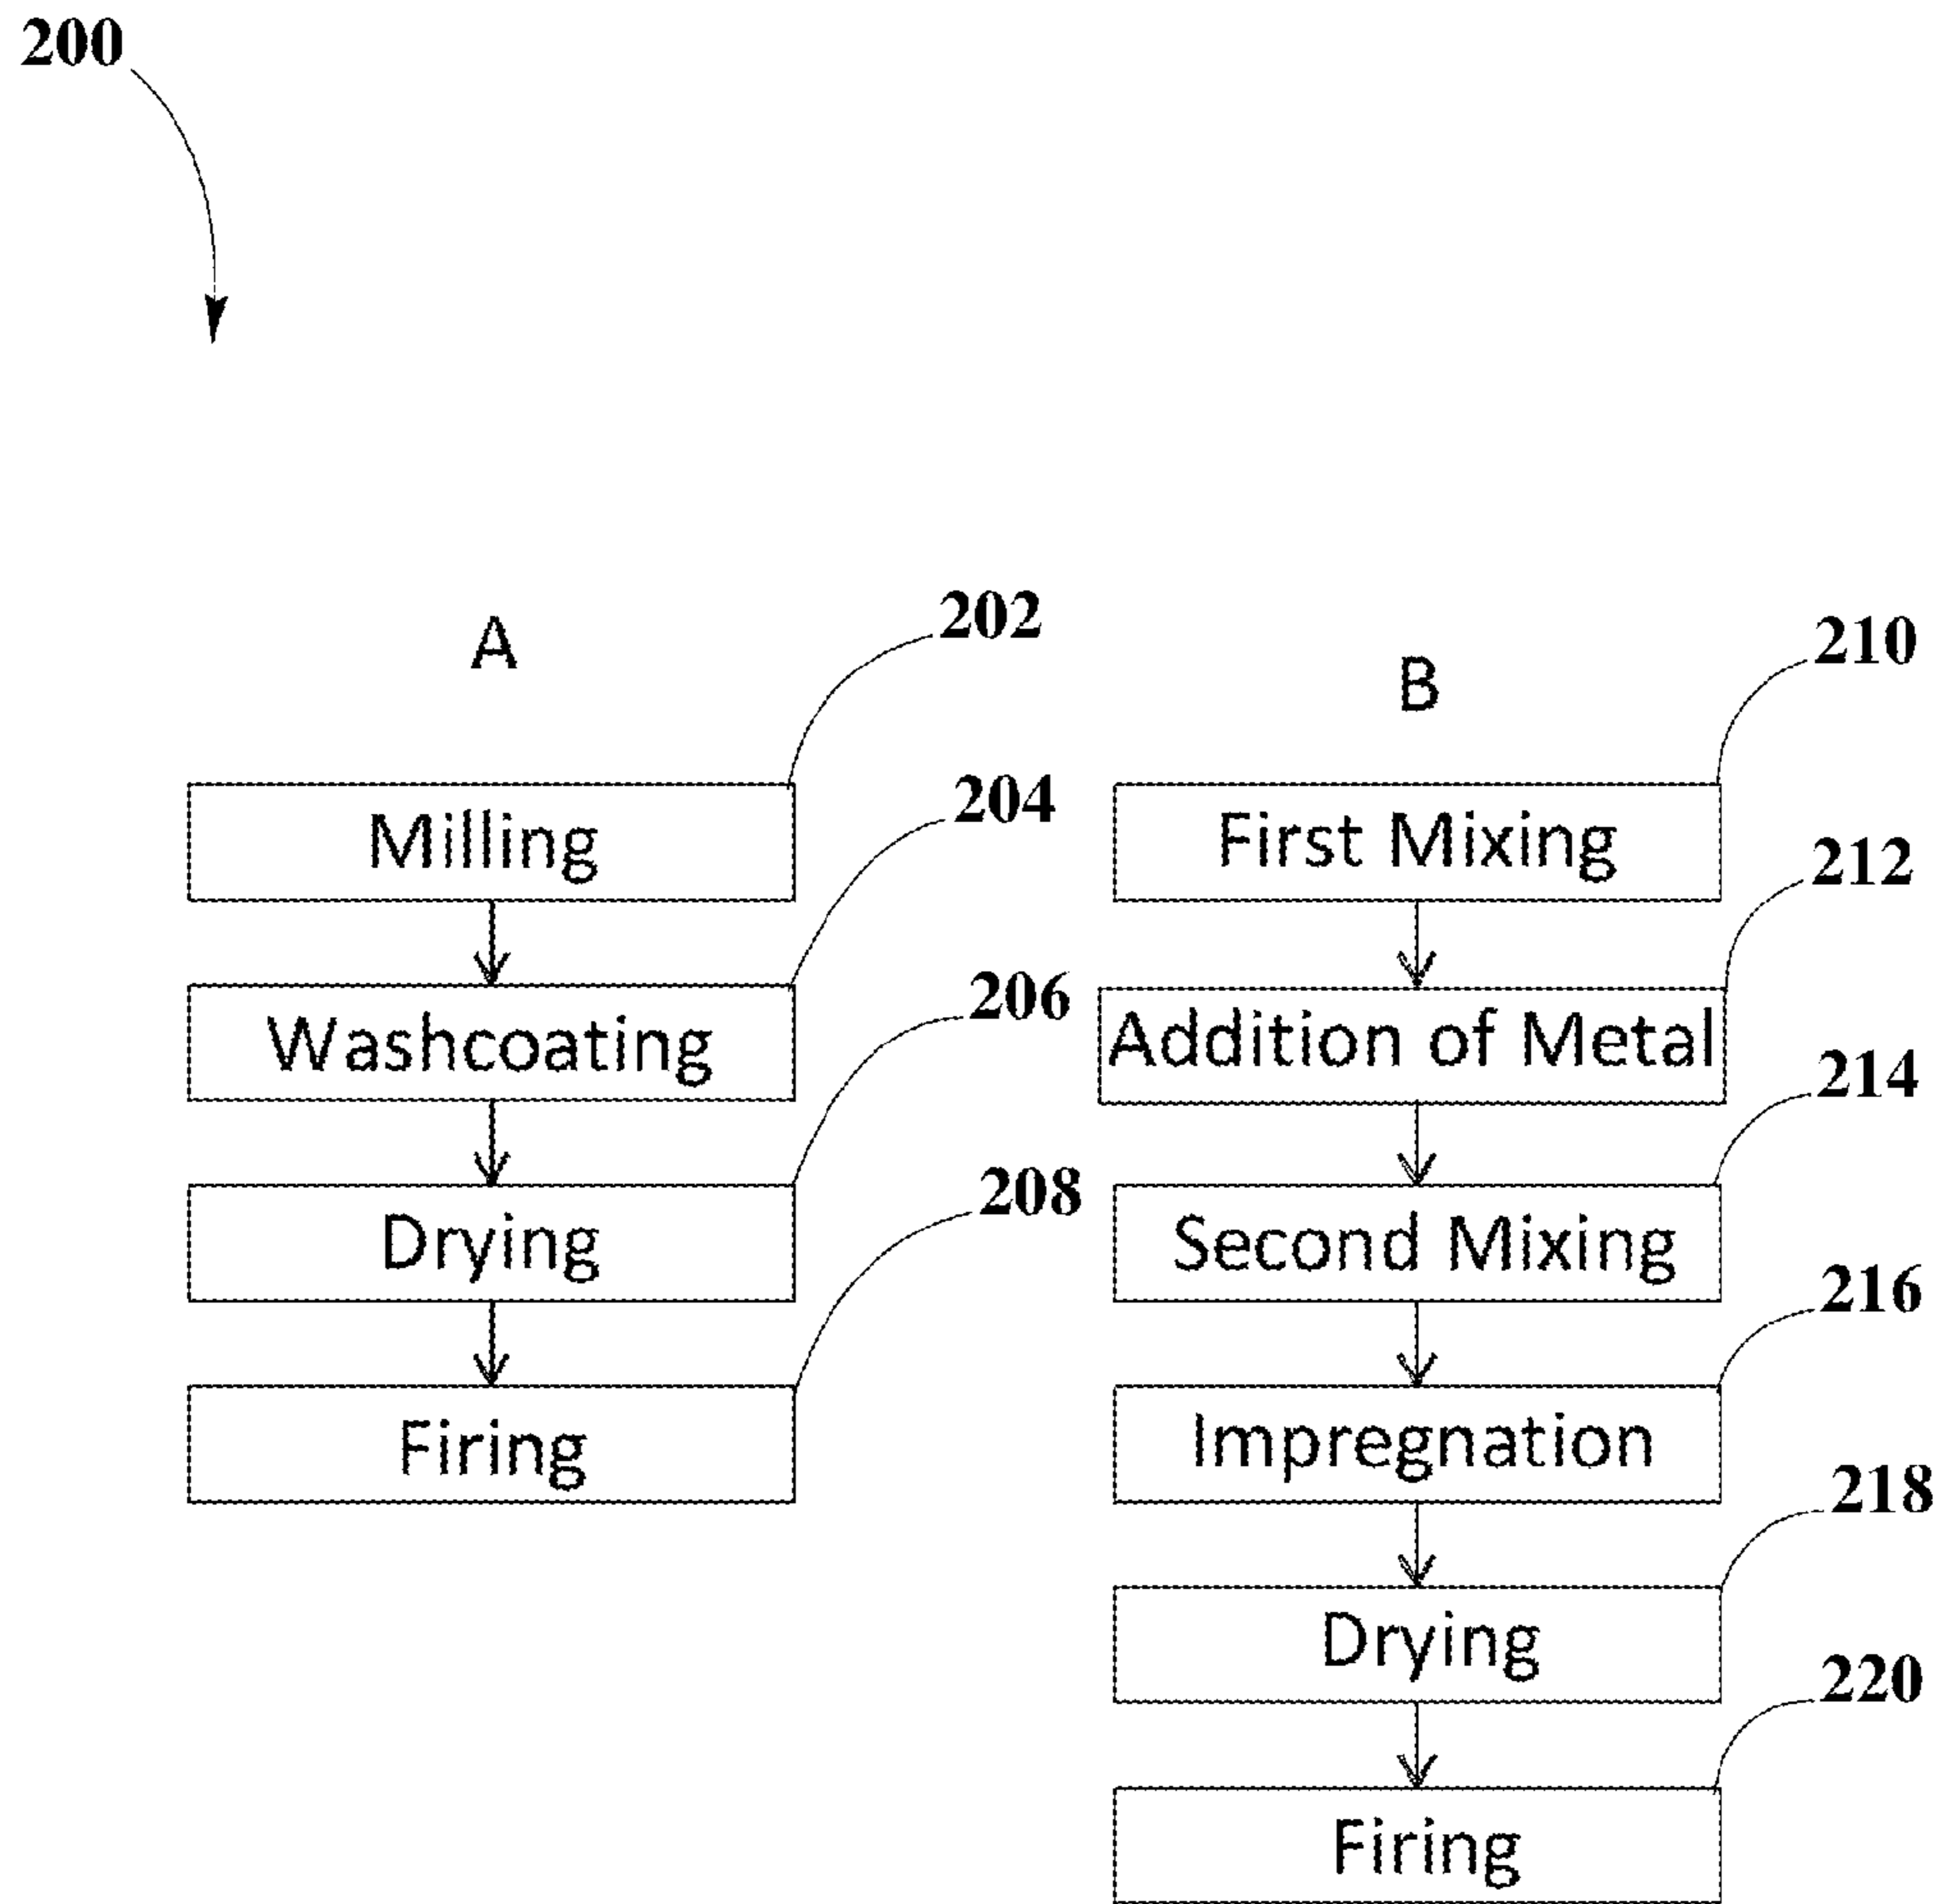 200
A
202
Milling
204
Washcoating
206
Drying
208
Firing
B
210
First Mixing
212
Addition of Metal
214
Second Mixing
216
Impregnation
218
Drying
220
Firing